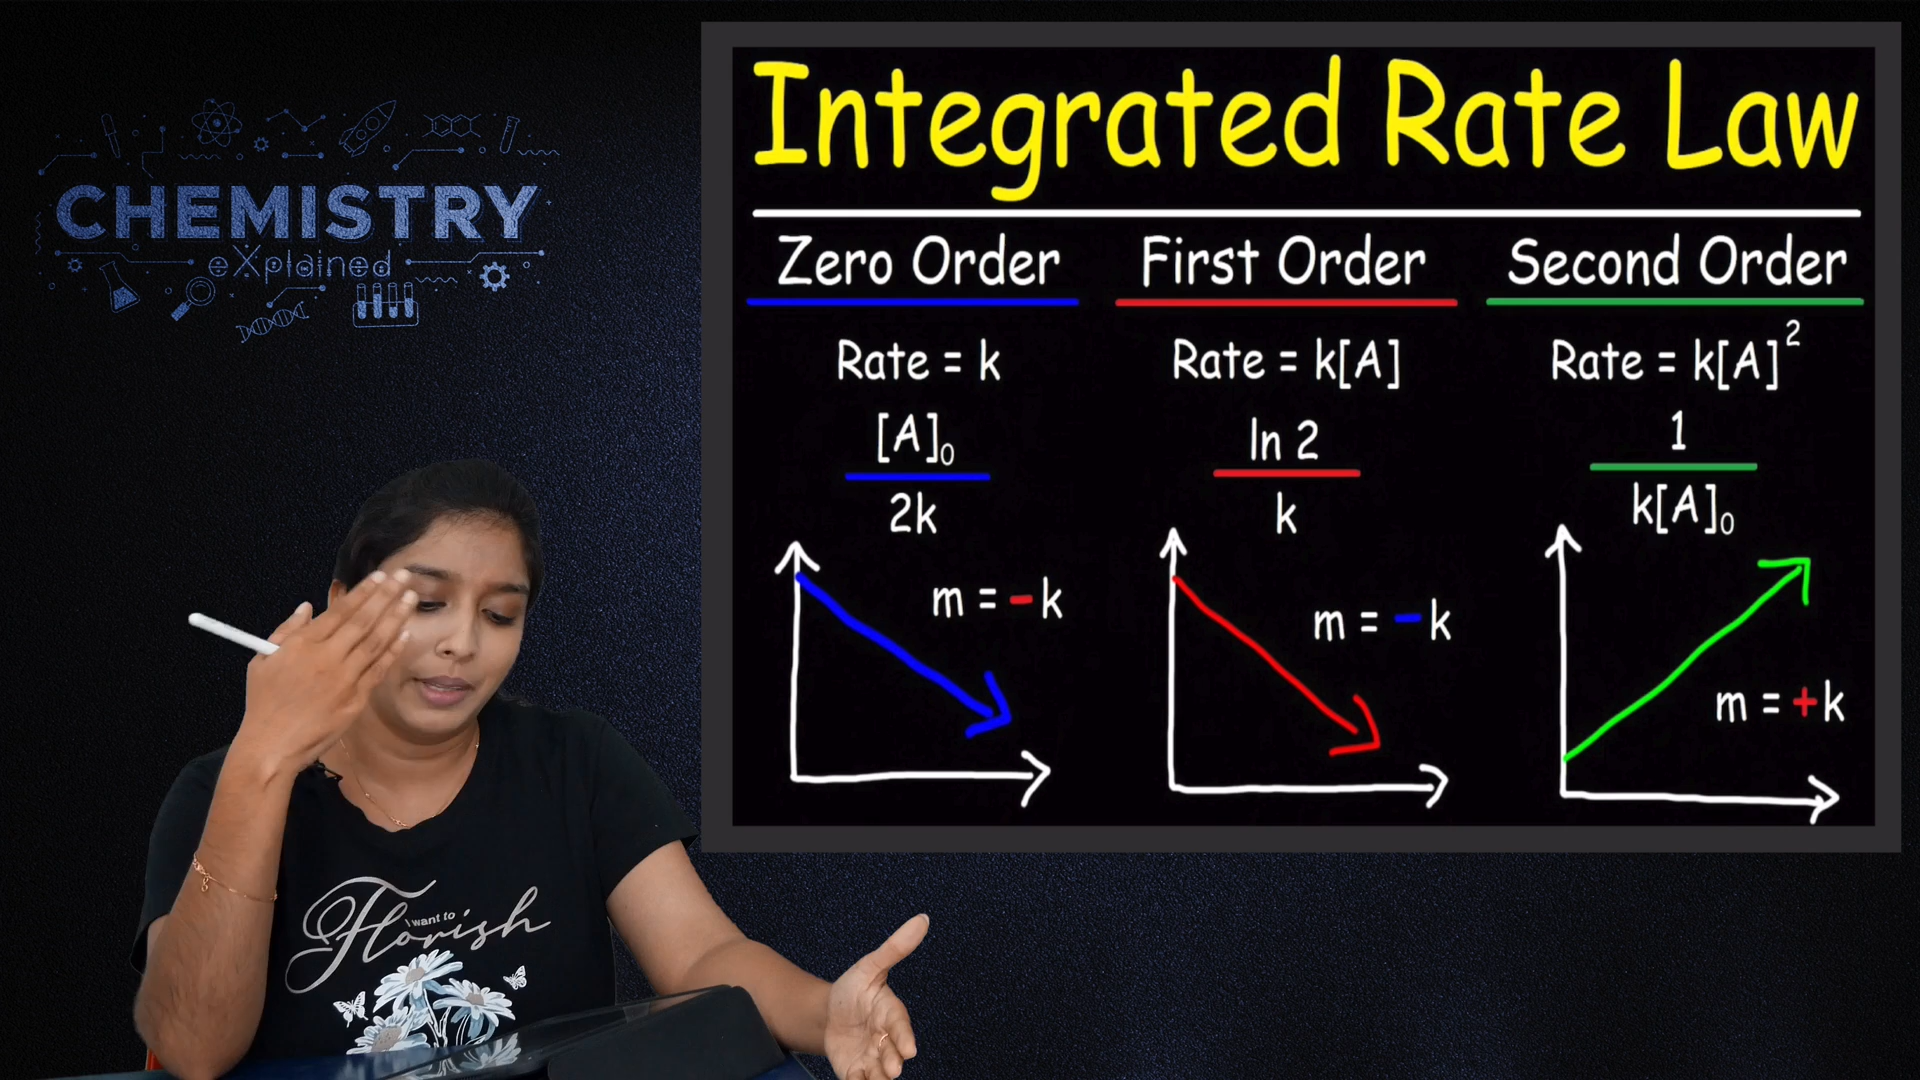 CHEMISTRY
eXplained
Integrated Rate Law
Zero Order
Rate = k
[A]₀
2k
m = -k
First Order
Rate = k[A]
ln 2
k
m = -k
Second Order
Rate = k[A]²
1
k[A]₀
m = +k
I want to
Florish